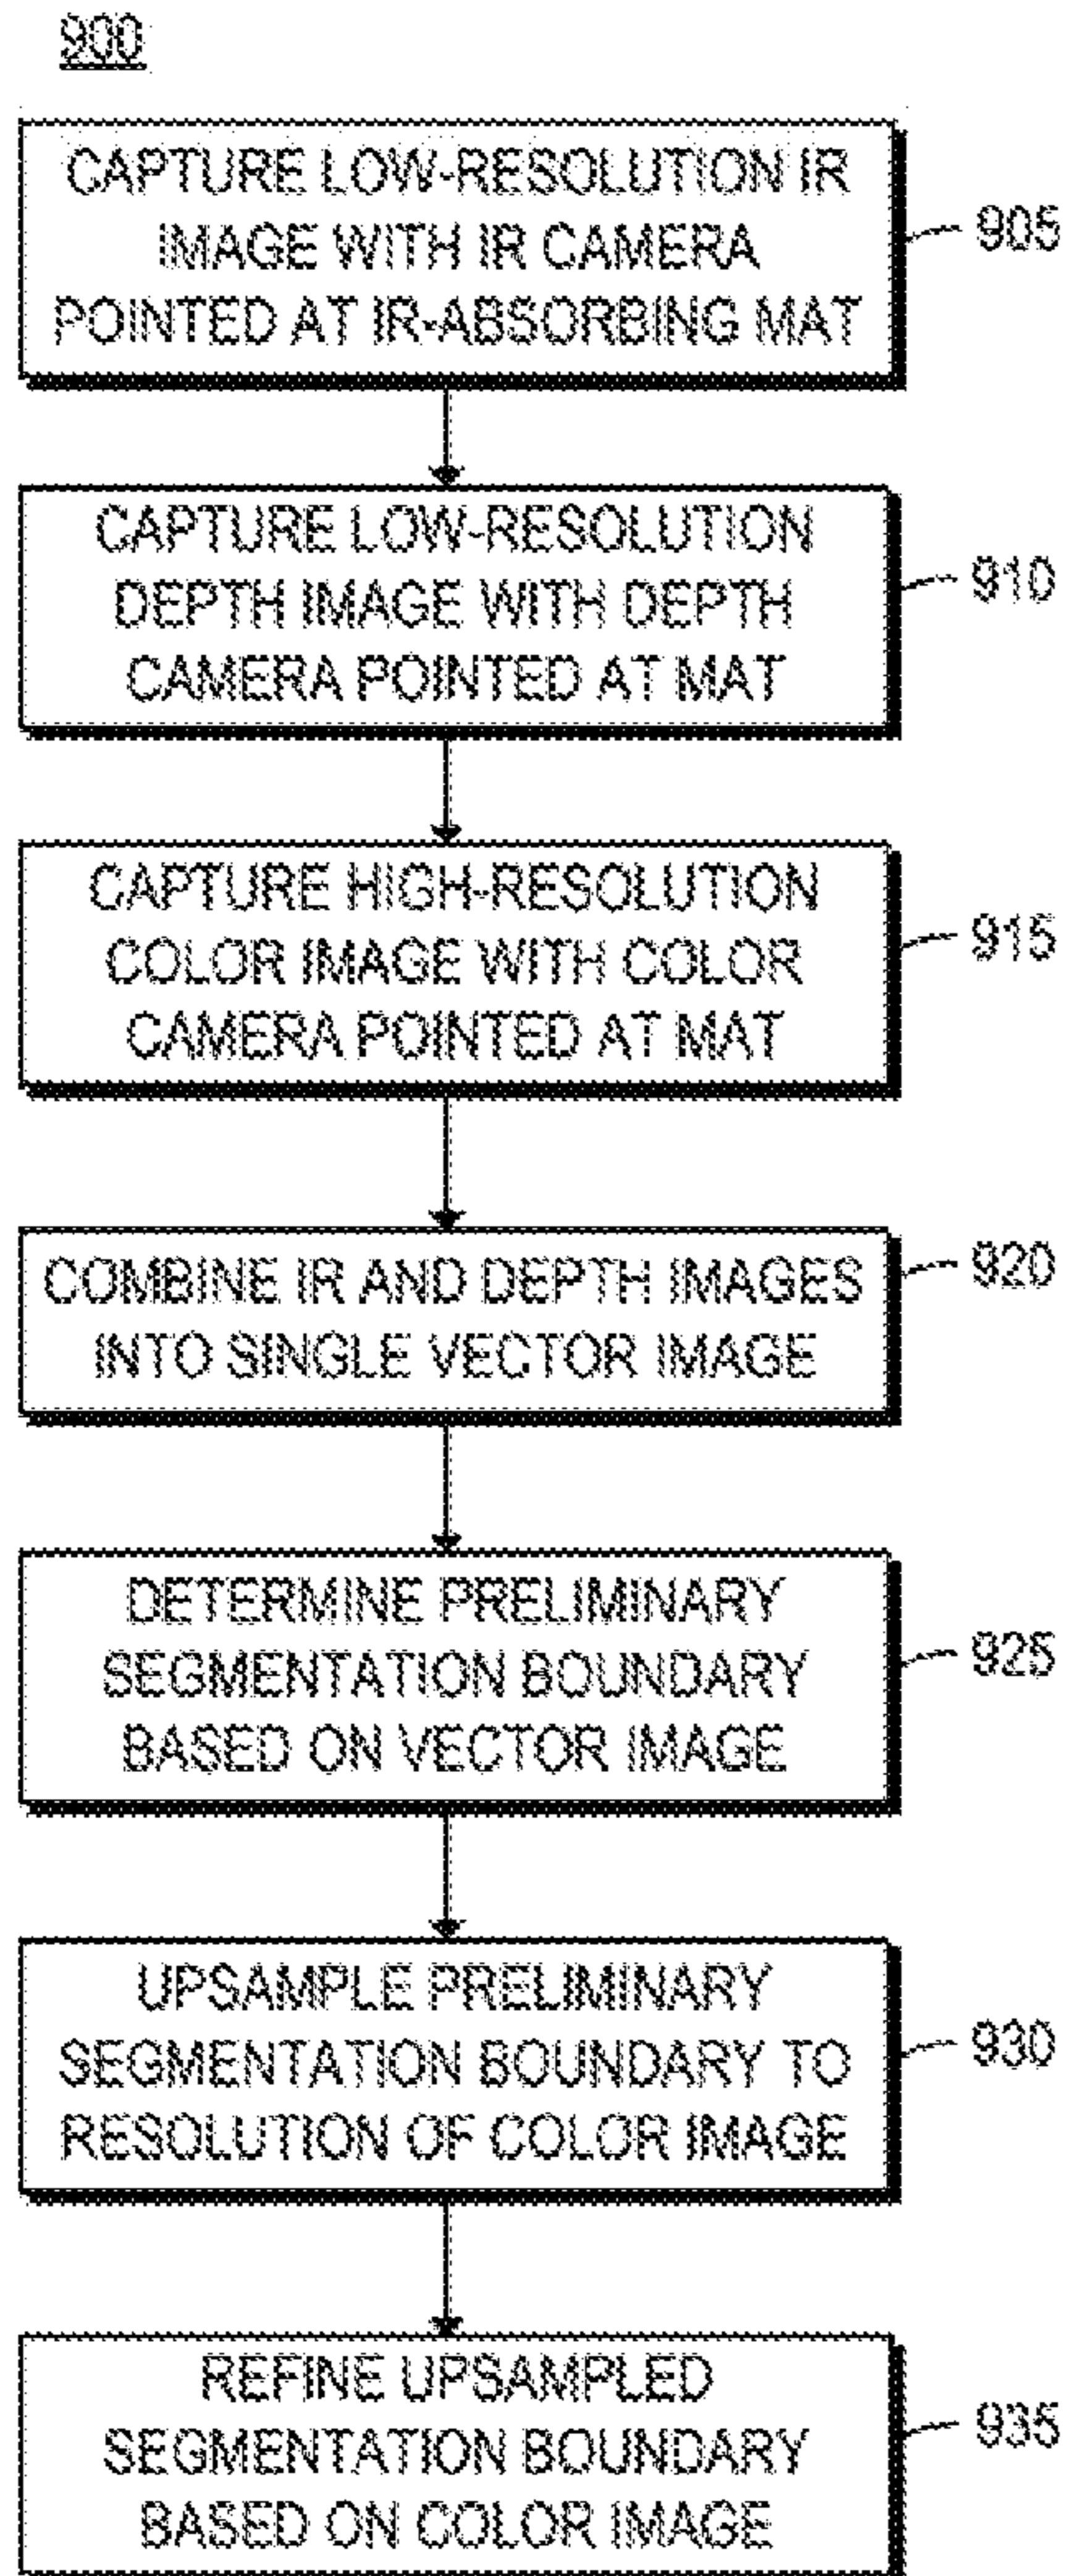 900
CAPTURE LOW-RESOLUTION IR
IMAGE WITH IR CAMERA
POINTED AT IR-ABSORBING MAT
905
CAPTURE LOW-RESOLUTION
DEPTH IMAGE WITH DEPTH
CAMERA POINTED AT MAT
910
CAPTURE HIGH-RESOLUTION
COLOR IMAGE WITH COLOR
CAMERA POINTED AT MAT
915
COMBINE IR AND DEPTH IMAGES
INTO SINGLE VECTOR IMAGE
920
DETERMINE PRELIMINARY
SEGMENTATION BOUNDARY
BASED ON VECTOR IMAGE
925
UPSAMPLE PRELIMINARY
SEGMENTATION BOUNDARY TO
RESOLUTION OF COLOR IMAGE
930
REFINE UPSAMPLED
SEGMENTATION BOUNDARY
BASED ON COLOR IMAGE
935